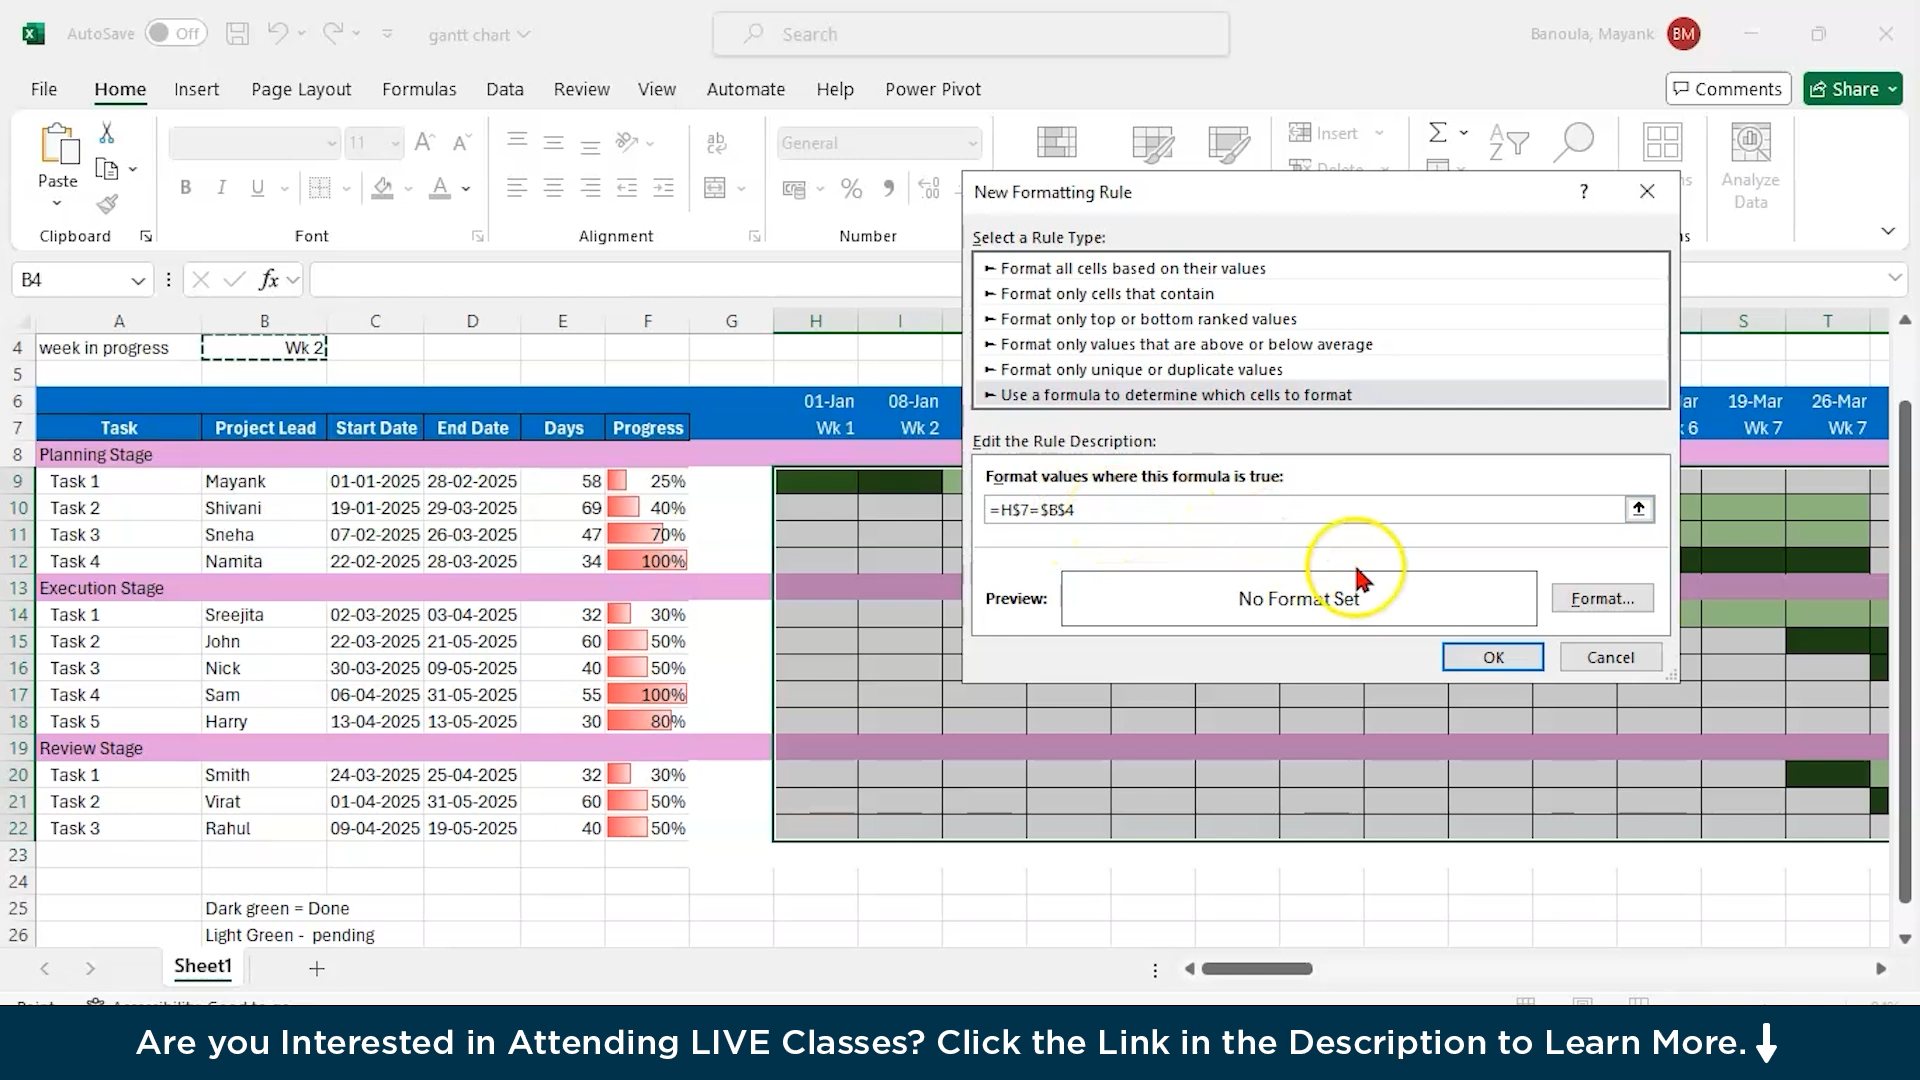 AutoSave Off gantt chart Search Banoula, Mayank BM
File Home Insert Page Layout Formulas Data Review View Automate Help Power Pivot Comments Share
Paste 11 General Insert Delete Analyze Data
Clipboard Font Alignment Number
B4 fx
A B C D E F G H I S T
4 week in progress Wk 2
5
6 01-Jan 08-Jan 19-Mar 26-Mar
7 Task Project Lead Start Date End Date Days Progress Wk 1 Wk 2 6 Wk 7 Wk 7
8 Planning Stage
9 Task 1 Mayank 01-01-2025 28-02-2025 58 25%
10 Task 2 Shivani 19-01-2025 29-03-2025 69 40%
11 Task 3 Sneha 07-02-2025 26-03-2025 47 70%
12 Task 4 Namita 22-02-2025 28-03-2025 34 100%
13 Execution Stage
14 Task 1 Sreejita 02-03-2025 03-04-2025 32 30%
15 Task 2 John 22-03-2025 21-05-2025 60 50%
16 Task 3 Nick 30-03-2025 09-05-2025 40 50%
17 Task 4 Sam 06-04-2025 31-05-2025 55 100%
18 Task 5 Harry 13-04-2025 13-05-2025 30 80%
19 Review Stage
20 Task 1 Smith 24-03-2025 25-04-2025 32 30%
21 Task 2 Virat 01-04-2025 31-05-2025 60 50%
22 Task 3 Rahul 09-04-2025 19-05-2025 40 50%
23
24
25 Dark green = Done
26 Light Green - pending
New Formatting Rule ?
Select a Rule Type:
► Format all cells based on their values
► Format only cells that contain
► Format only top or bottom ranked values
► Format only values that are above or below average
► Format only unique or duplicate values
► Use a formula to determine which cells to format
Edit the Rule Description:
Format values where this formula is true:
=H$7=$B$4
Preview: No Format Set Format...
OK Cancel
Sheet1
Are you Interested in Attending LIVE Classes? Click the Link in the Description to Learn More.